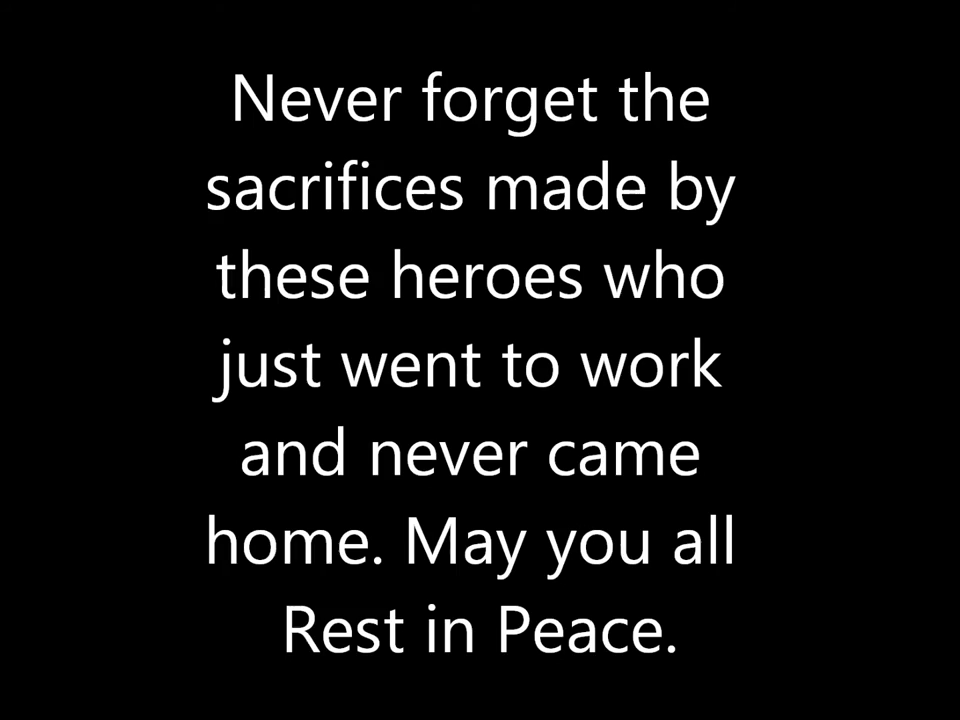 Never forget the
sacrifices made by
these heroes who
just went to work
and never came
home. May you all
Rest in Peace.